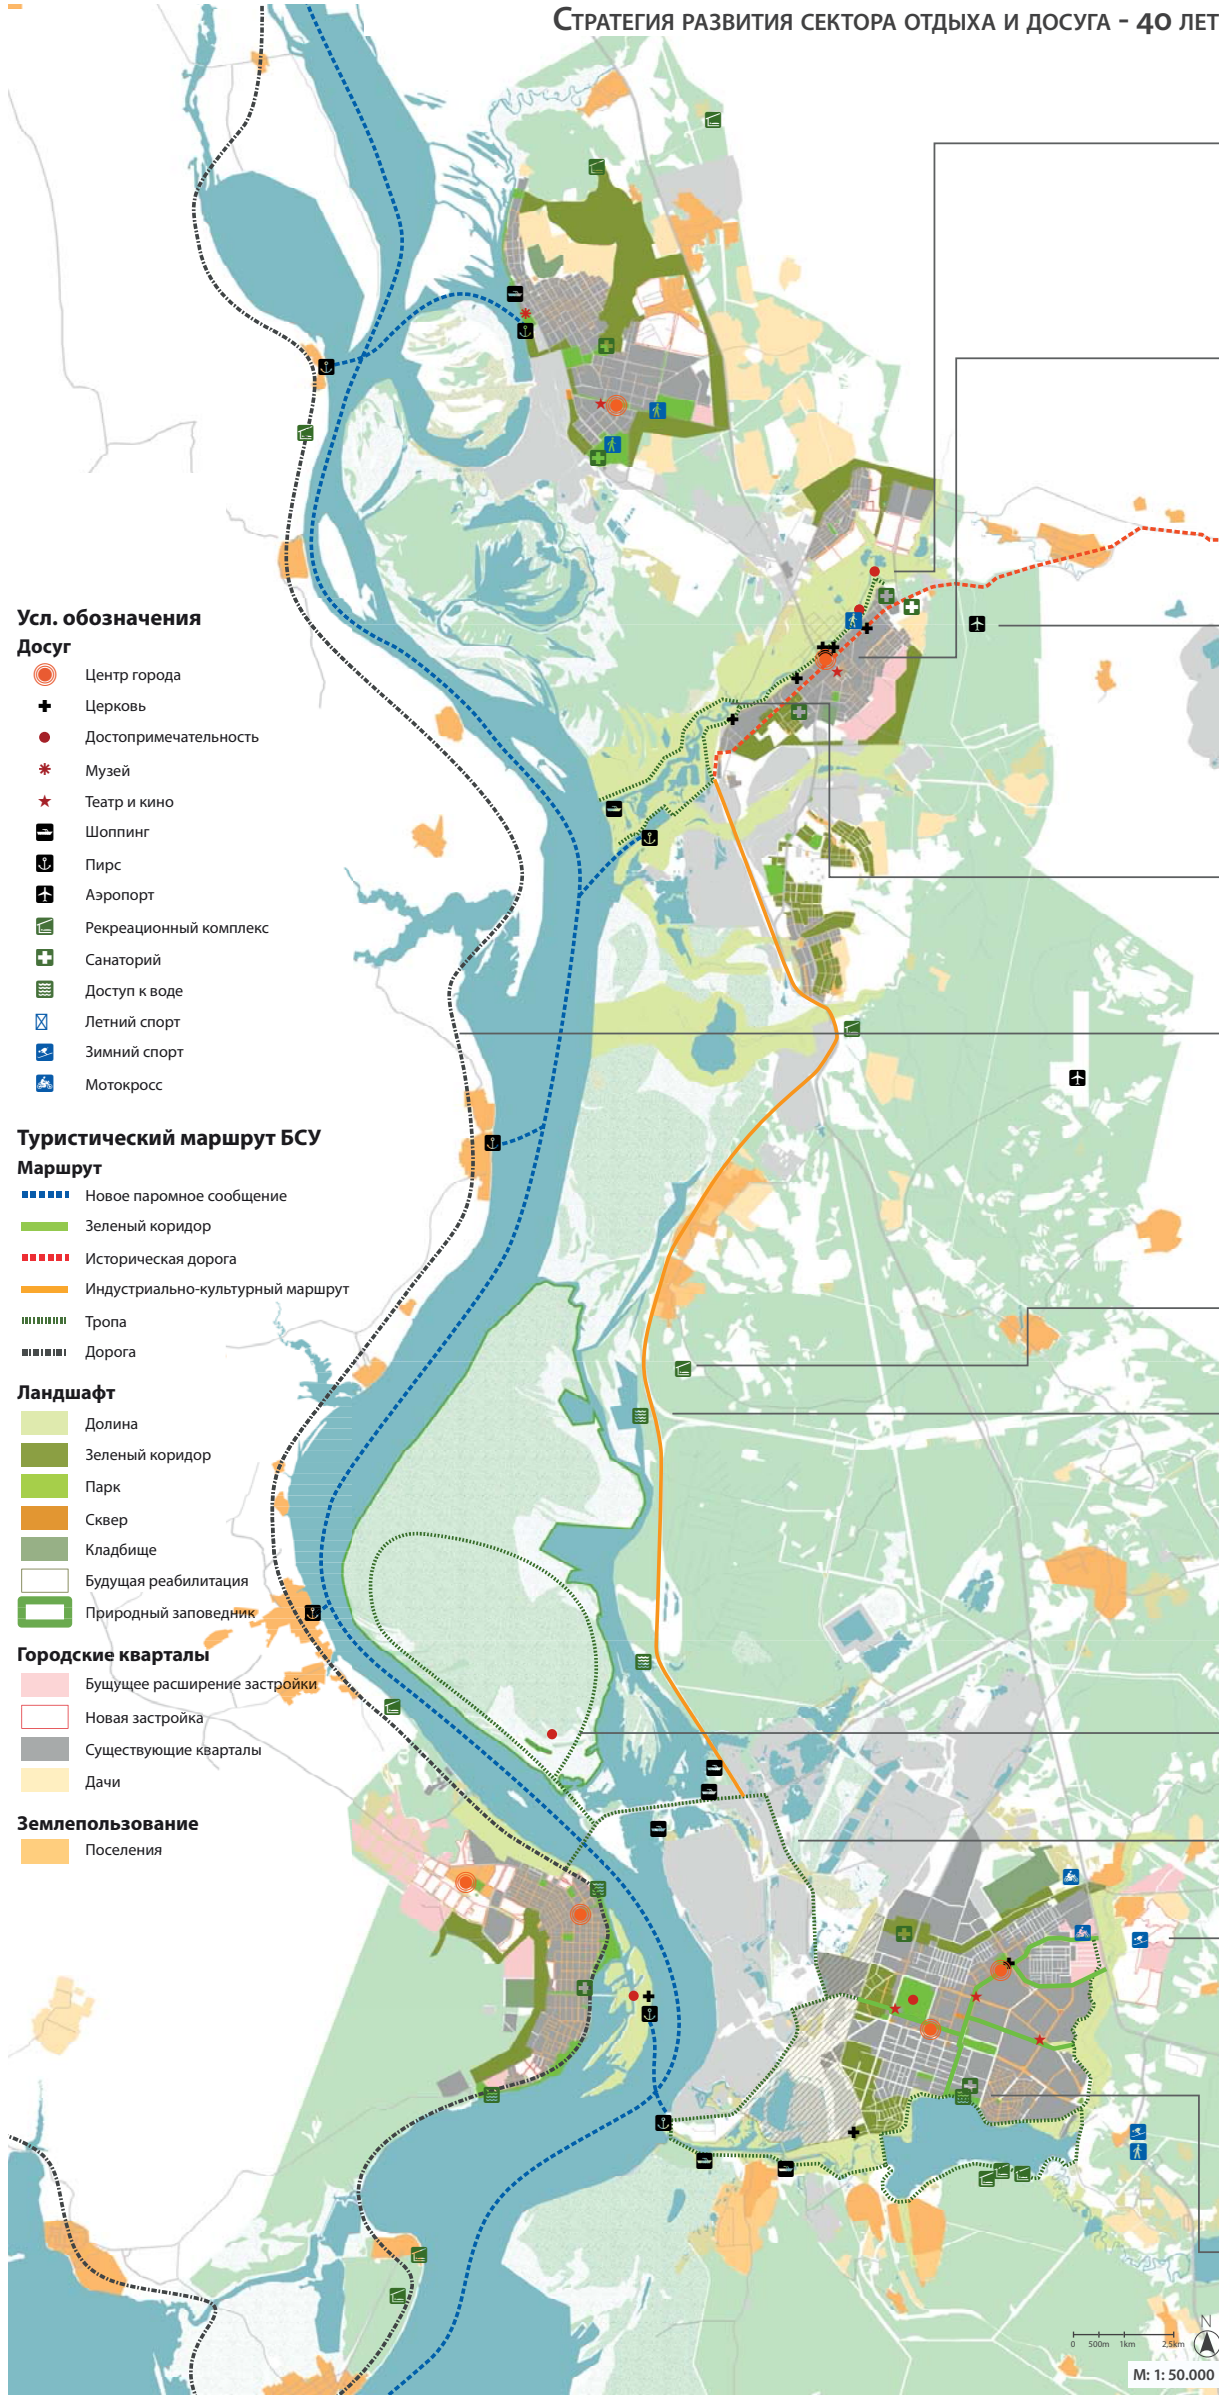 Стратегия развития сектора отдыха и досуга - 40 лет
Усл. обозначения
Досуг
Центр города
Церковь
Достопримечательность
Музей
Театр и кино
Шоппинг
Пирс
Аэропорт
Рекреационный комплекс
Санаторий
Доступ к воде
Летний спорт
Зимний спорт
Мотокросс
Туристический маршрут БСУ
Маршрут
Новое паромное сообщение
Зеленый коридор
Историческая дорога
Индустриально-культурный маршрут
Тропа
Дорога
Ландшафт
Долина
Зеленый коридор
Парк
Сквер
Кладбище
Будущая реабилитация
Природный заповедник
Городские кварталы
Бущущее расширение застройки
Новая застройка
Существующие кварталы
Дачи
Землепользование
Поселения
N
0 500m 1km 2,5km
М: 1: 50.000